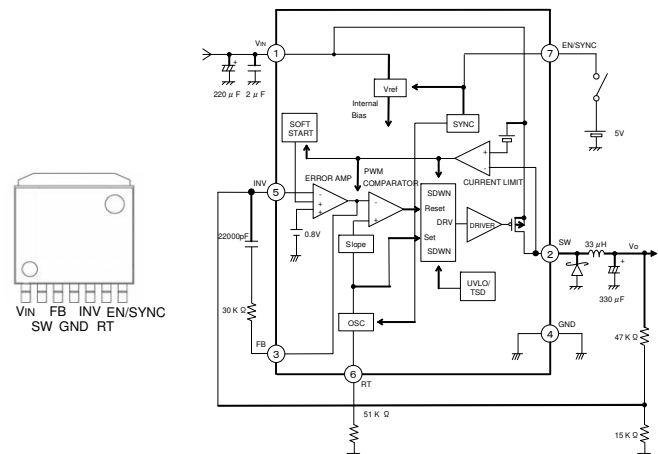 VIN
1
220 μF
2 μF
+
Vref
Internal
Bias
SYNC
7
EN/SYNC
5V
SOFT
START
INV
5
ERROR AMP
-
+
+
0.8V
PWM
COMPARATOR
-
+
CURRENT LIMIT
+
-
SDWN
Reset
DRV
Set
SDWN
DRIVER
2
SW
33 μH
Vo
+
330 μF
22000pF
30 K Ω
FB
3
Slope
OSC
UVLO/
TSD
4
GND
47 K Ω
15 K Ω
6
RT
51 K Ω
VIN FB INV EN/SYNC
SW GND RT